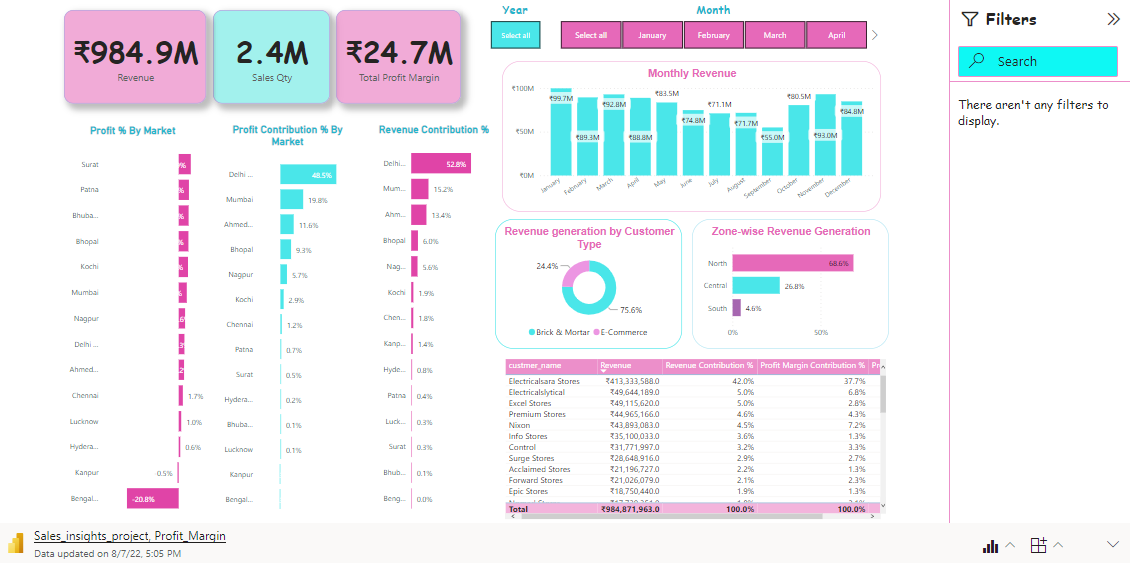 ₹984.9M
Revenue
2.4M
Sales Qty
₹24.7M
Total Profit Margin
Year
Select all
Month
Select all
January
February
March
April
Filters
Search
There aren't any filters to
display.
Monthly Revenue
₹100M
₹50M
₹0M
₹99.7M
₹89.3M
₹92.8M
₹88.8M
₹83.5M
₹74.8M
₹71.1M
₹71.7M
₹55.0M
₹80.5M
₹93.0M
₹84.8M
January
February
March
April
May
June
July
August
September
October
November
December
Profit % By Market
Surat
%
Patna
%
Bhuba...
%
Bhopal
%
Kochi
%
Mumbai
Nagpur
Delhi ...
Ahmed...
Chennai
1.7%
Lucknow
1.0%
Hydera...
0.6%
Kanpur
0.5%
Bengal...
-20.8%
Profit Contribution % By
Market
Delhi ...
48.5%
Mumbai
19.8%
Ahmed...
11.6%
Bhopal
9.3%
Nagpur
5.7%
Kochi
2.9%
Chennai
1.2%
Patna
0.7%
Surat
0.5%
Hydera...
0.2%
Bhuba...
0.1%
Lucknow
0.1%
Kanpur
Bengal...
Revenue Contribution %
Delhi...
52.8%
Mum...
15.2%
Ahm...
13.4%
Bhopal
6.0%
Nag...
5.6%
Kochi
1.9%
Chen...
1.8%
Kanp...
1.4%
Hyde...
0.8%
Patna
0.4%
Luck...
0.3%
Surat
0.3%
Bhub...
0.1%
Beng...
0.0%
Revenue generation by Customer
Type
24.4%
75.6%
Brick & Mortar
E-Commerce
Zone-wise Revenue Generation
North
68.6%
Central
26.8%
South
4.6%
0%
50%
custmer_name Revenue Revenue Contribution % Profit Margin Contribution % Pr
Electricalsara Stores ₹413,333,588.0 42.0% 37.7%
Electricalslytical ₹49,644,189.0 5.0% 6.8%
Excel Stores ₹49,115,620.0 5.0% 2.8%
Premium Stores ₹44,965,166.0 4.6% 4.3%
Nixon ₹43,893,083.0 4.5% 7.2%
Info Stores ₹35,100,033.0 3.6% 1.3%
Control ₹31,771,997.0 3.2% 3.3%
Surge Stores ₹28,648,916.0 2.9% 2.7%
Acclaimed Stores ₹21,196,727.0 2.2% 1.3%
Forward Stores ₹21,026,079.0 2.1% 2.3%
Epic Stores ₹18,750,440.0 1.9% 1.3%
Total ₹984,871,963.0 100.0% 100.0%
Sales_insights_project, Profit_Margin
Data updated on 8/7/22, 5:05 PM